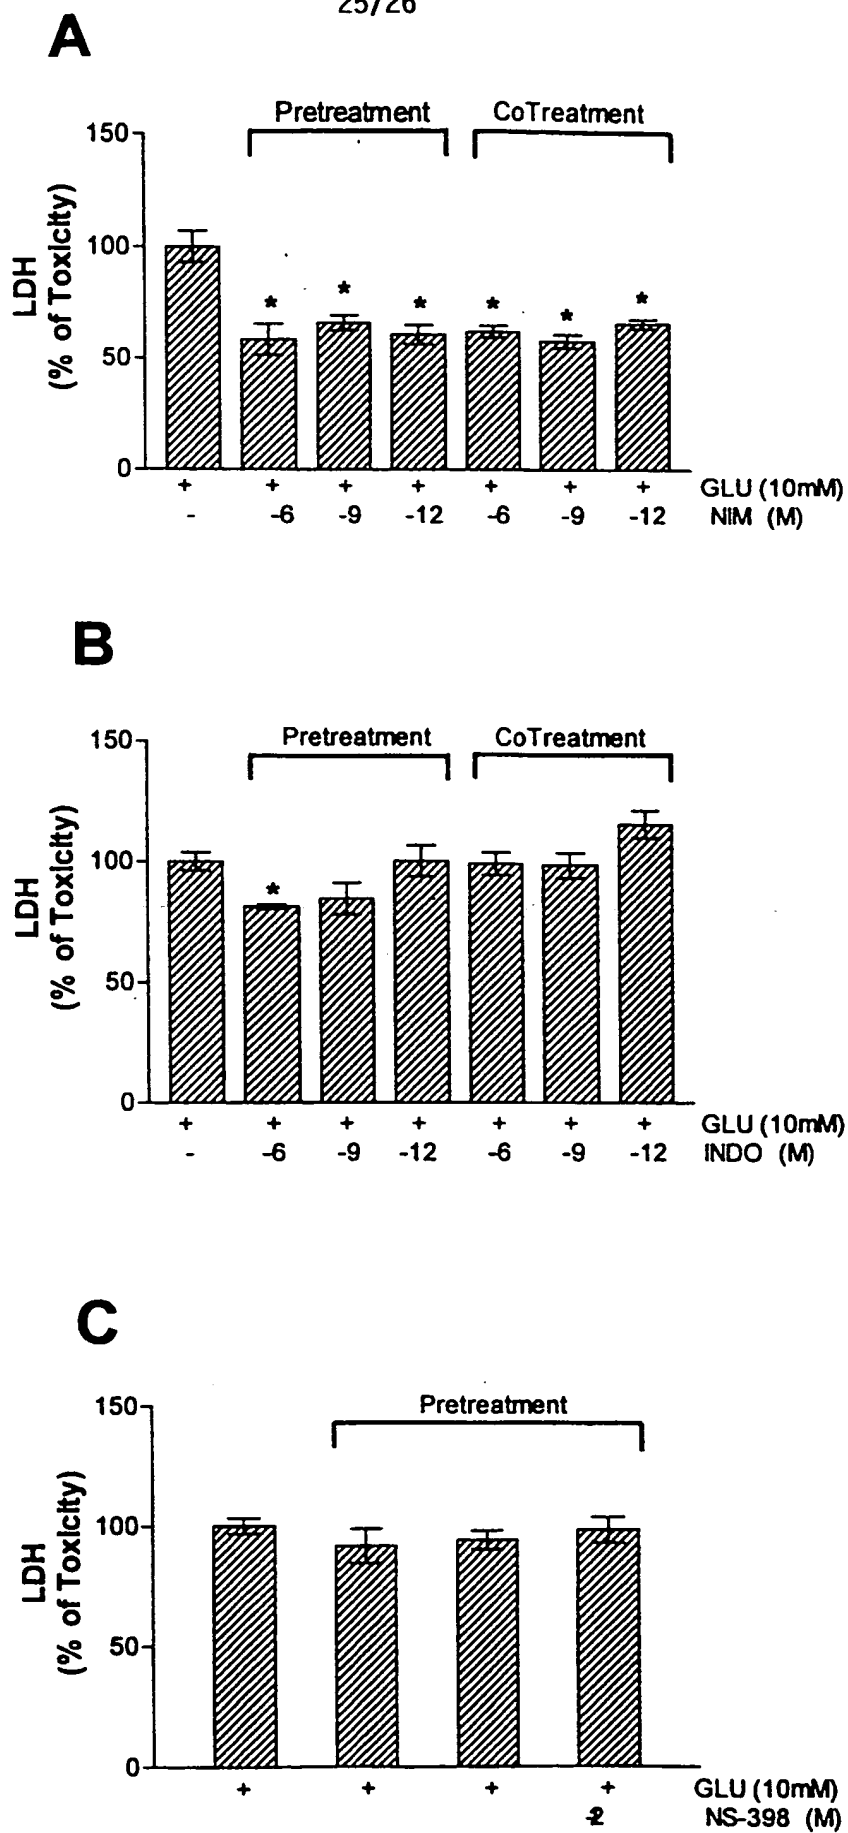 25/26
A
Pretreatment CoTreatment
150
100
50
0
LDH
(% of Toxicity)
* * * * * *
+ + + + + + + GLU (10mM)
- -6 -9 -12 -6 -9 -12 NIM (M)
B
Pretreatment CoTreatment
150
100
50
0
LDH
(% of Toxicity)
*
+ + + + + + + GLU (10mM)
- -6 -9 -12 -6 -9 -12 INDO (M)
C
Pretreatment
150
100
50
0
LDH
(% of Toxicity)
+ + + + GLU (10mM)
NS-398 (M)